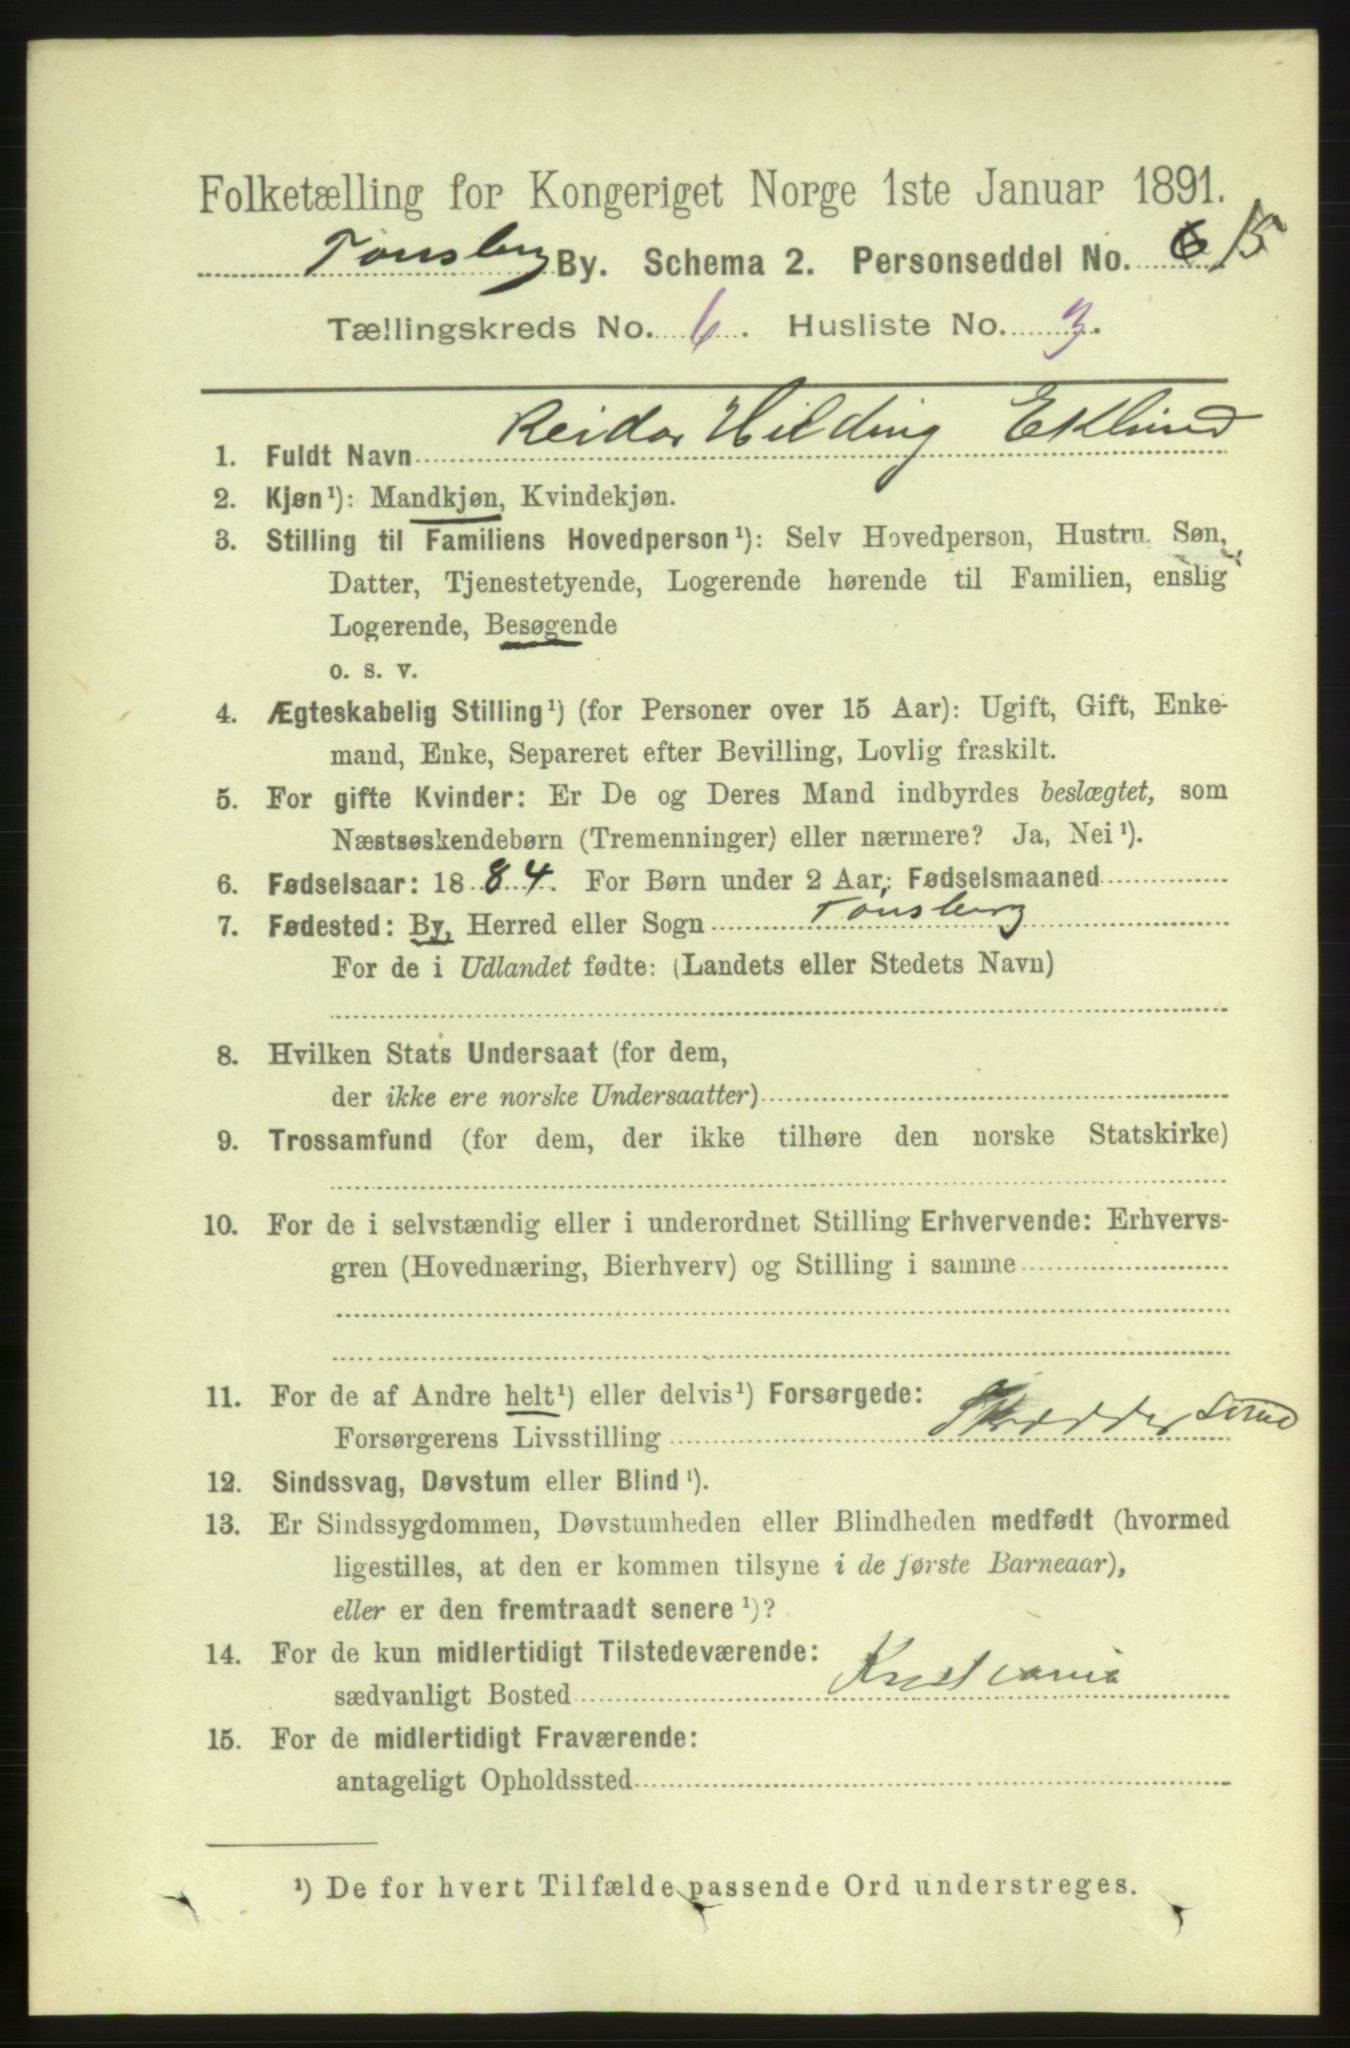 Folketælling for Kongeriget Norge 1ste Januar 1891.
Tønsberg By. Schema 2. Personseddel No. 6 15
Tællingskreds No. 6. Husliste No. 3.
1. Fuldt Navn Reidar Hilding Eklund
2. Kjøn¹): Mandkjøn, Kvindekjøn.
3. Stilling til Familiens Hovedperson¹): Selv Hovedperson, Hustru, Søn,
Datter, Tjenestetyende, Logerende hørende til Familien, enslig
Logerende, Besøgende
o. s. v.
4. Ægteskabelig Stilling¹) (for Personer over 15 Aar): Ugift, Gift, Enke-
mand, Enke, Separeret efter Bevilling, Lovlig fraskilt.
5. For gifte Kvinder: Er De og Deres Mand indbyrdes beslægtet, som
Næstsøskendebørn (Tremenninger) eller nærmere? Ja, Nei¹).
6. Fødselsaar: 1884. For Børn under 2 Aar: Fødselsmaaned
7. Fødested: By, Herred eller Sogn Tønsberg
For de i Udlandet fødte: (Landets eller Stedets Navn)
8. Hvilken Stats Undersaat (for dem,
der ikke ere norske Undersaatter)
9. Trossamfund (for dem, der ikke tilhøre den norske Statskirke)
10. For de i selvstændig eller i underordnet Stilling Erhvervende: Erhvervs-
gren (Hovednæring, Bierhverv) og Stilling i samme
11. For de af Andre helt¹) eller delvis¹) Forsørgede:
Forsørgerens Livsstilling Skrædder
12. Sindssvag, Døvstum eller Blind¹).
13. Er Sindssygdommen, Døvstumheden eller Blindheden medfødt (hvormed
ligestilles, at den er kommen tilsyne i de første Barneaar),
eller er den fremtraadt senere¹)?
14. For de kun midlertidigt Tilstedeværende:
sædvanligt Bosted Kristiania
15. For de midlertidigt Fraværende:
antageligt Opholdssted
¹) De for hvert Tilfælde passende Ord understreges.